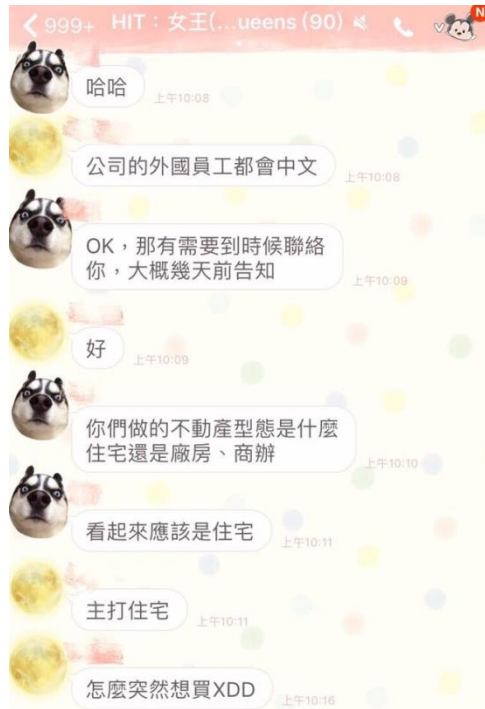 999+ HIT：女王(...ueens (90)
N
哈哈
上午10:08
公司的外國員工都會中文
上午10:08
OK，那有需要到時候聯絡
你，大概幾天前告知
上午10:09
好
上午10:09
你們做的不動產型態是什麼
住宅還是廠房、商辦
上午10:10
看起來應該是住宅
上午10:11
主打住宅
上午10:11
怎麼突然想買XDD
上午10:16